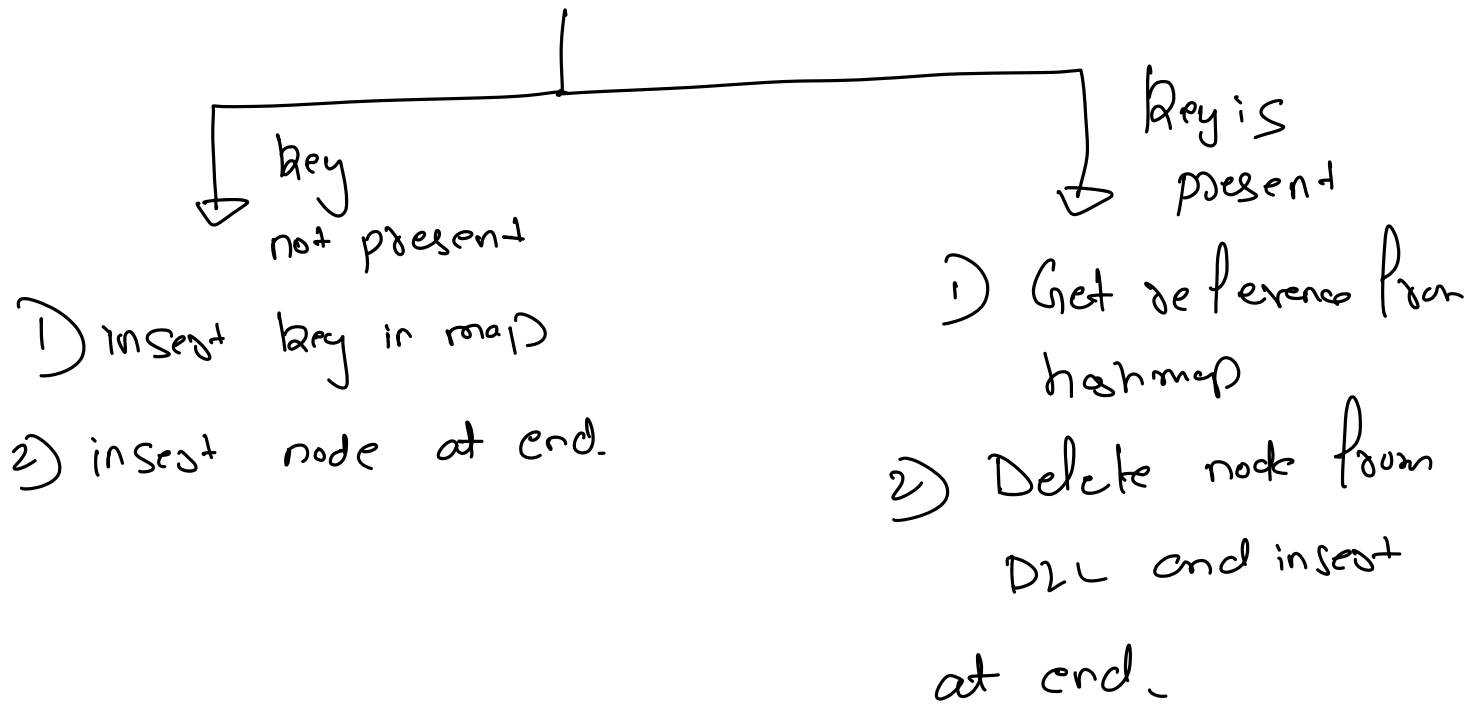 key
not present
1) insert key in map
2) insert node at end.
key is
present
1) Get reference from
hashmap
2) Delete node from
DLL and insert
at end.